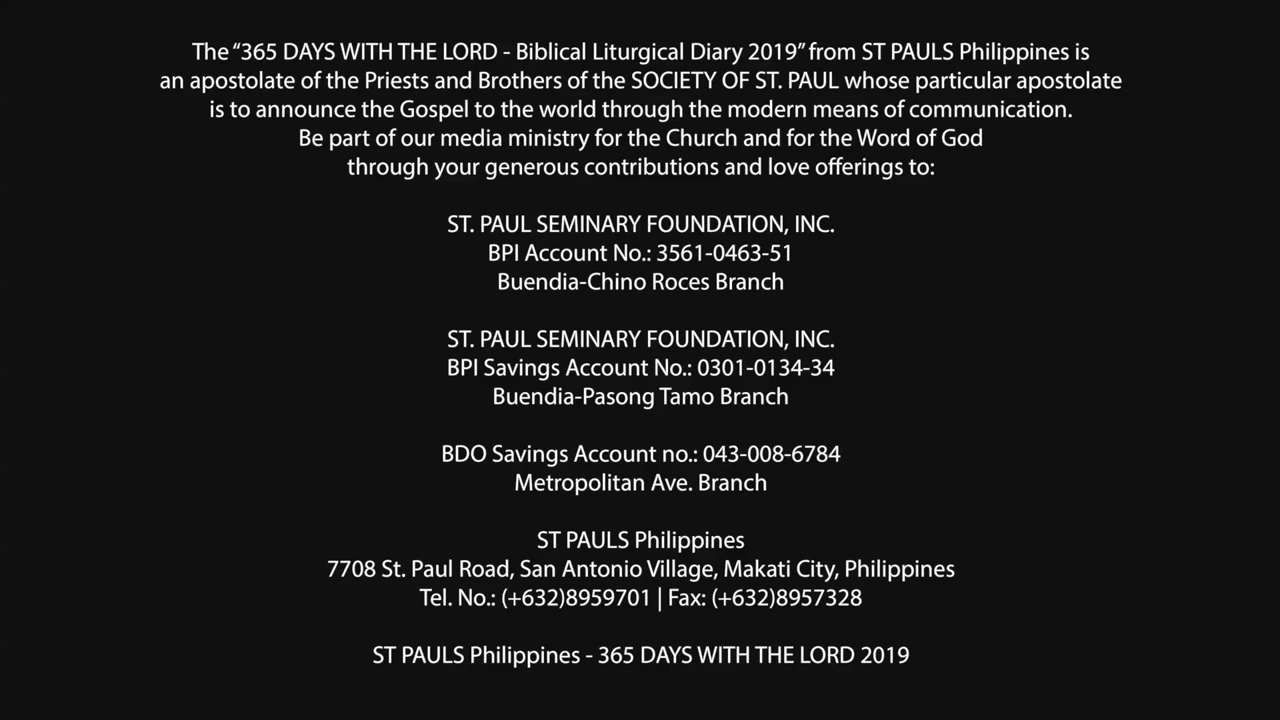 The “365 DAYS WITH THE LORD - Biblical Liturgical Diary 2019” from ST PAULS Philippines is
an apostolate of the Priests and Brothers of the SOCIETY OF ST. PAUL whose particular apostolate
is to announce the Gospel to the world through the modern means of communication.
Be part of our media ministry for the Church and for the Word of God
through your generous contributions and love offerings to:
ST. PAUL SEMINARY FOUNDATION, INC.
BPI Account No.: 3561-0463-51
Buendia-Chino Roces Branch
ST. PAUL SEMINARY FOUNDATION, INC.
BPI Savings Account No.: 0301-0134-34
Buendia-Pasong Tamo Branch
BDO Savings Account no.: 043-008-6784
Metropolitan Ave. Branch
ST PAULS Philippines
7708 St. Paul Road, San Antonio Village, Makati City, Philippines
Tel. No.: (+632)8959701 | Fax: (+632)8957328
ST PAULS Philippines - 365 DAYS WITH THE LORD 2019